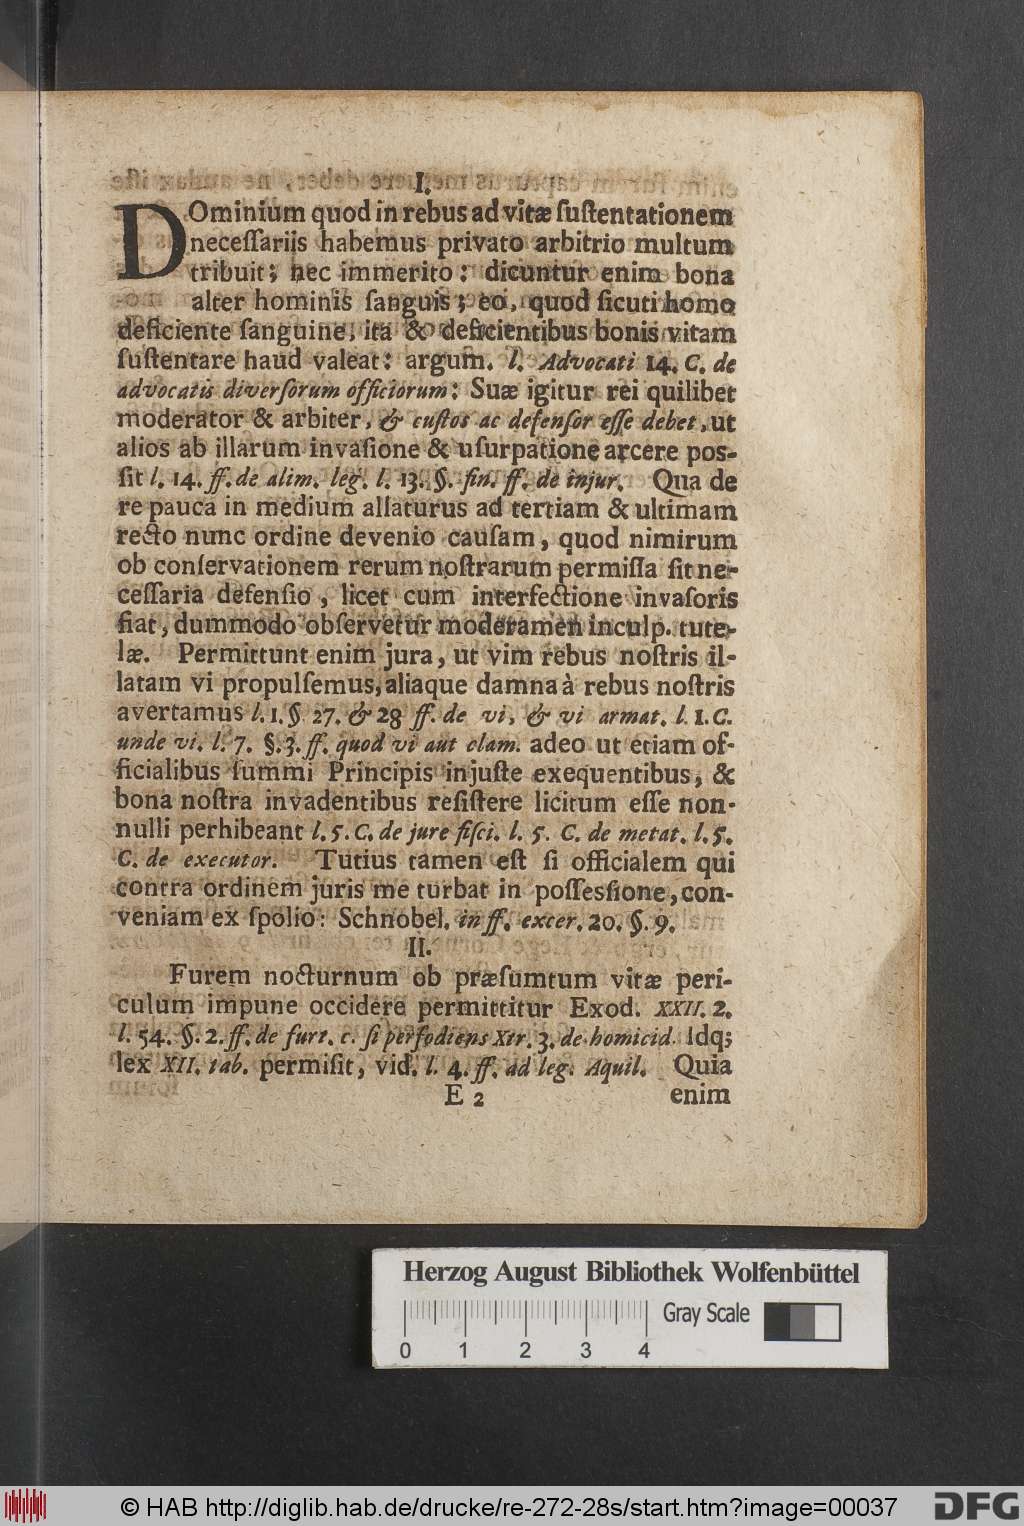 I.
DOminium quod in rebus ad vitæ ſuſtentationem
neceſſariis habemus privato arbitrio multum
tribuit; nec immerito: dicuntur enim bona
alter hominis ſanguis; eo, quod ſicuti homo
deficiente ſanguine, ita & deficientibus bonis vitam
ſuſtentare haud valeat: argum. l. Advocati 14. C. de
advocatis diverſorum officiorum: Suæ igitur rei quilibet
moderator & arbiter, & cuſtos ac defenſor eſſe debet, ut
alios ab illarum invaſione & uſurpatione arcere poſ-
ſit l. 14. ff. de alim. leg. l. 13. §. fin. ff. de injur. Qua de
re pauca in medium allaturus ad tertiam & ultimam
recto nunc ordine devenio cauſam, quod nimirum
ob conſervationem rerum noſtrarum permiſſa ſit ne-
ceſſaria defenſio, licet cum interfectione invaſoris
fiat, dummodo obſervetur moderamen inculp. tute-
læ. Permittunt enim jura, ut vim rebus noſtris il-
latam vi propulſemus, aliaque damna à rebus noſtris
avertamus l. 1. §. 27. & 28 ff. de vi, & vi armat. l. 1. C.
unde vi. l. 7. §. 3. ff. quod vi aut clam. adeo ut etiam of-
ficialibus ſummi Principis injuſte exequentibus, &
bona noſtra invadentibus reſiſtere licitum eſſe non-
nulli perhibeant l. 5. C. de jure fiſci. l. 5. C. de metat. l. 5.
C. de executor. Tutius tamen eſt ſi officialem qui
contra ordinem juris me turbat in poſſeſsione, con-
veniam ex ſpolio: Schnobel. in ff. excer. 20. §. 9.
II.
Furem nocturnum ob præſumtum vitæ peri-
culum impune occidere permittitur Exod. XXII. 2.
l. 54. §. 2. ff. de furt. c. ſi perfodiens Xtr. 3. de homicid. Idq;
lex XII. tab. permiſit, vid. l. 4. ff. ad leg. Aquil. Quia
E 2 enim
Herzog August Bibliothek Wolfenbüttel
Gray Scale
0 1 2 3 4
© HAB http://diglib.hab.de/drucke/re-272-28s/start.htm?image=00037
DFG